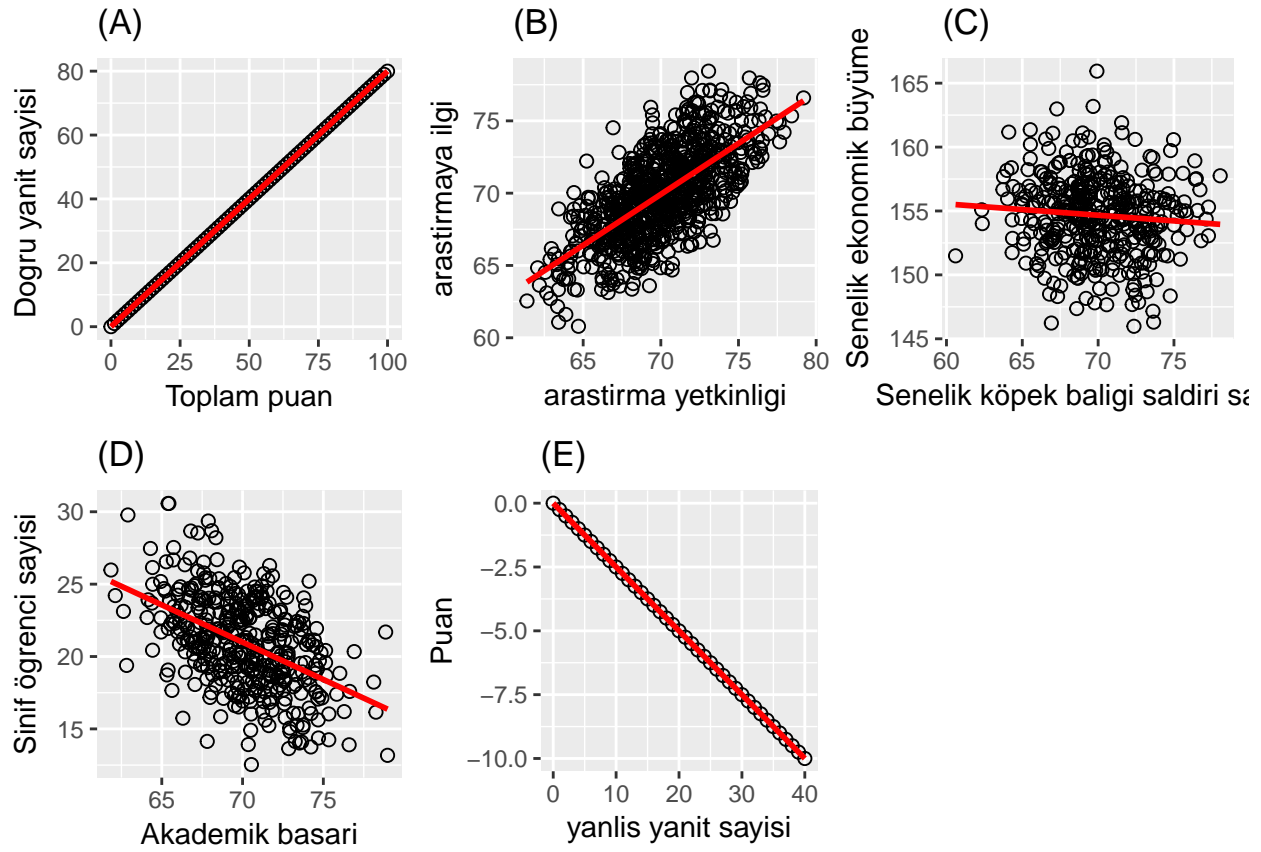 (A)
Dogru yanit sayisi
80
60
40
20
0
0 25 50 75 100
Toplam puan
(B)
arastirmaya ilgi
75
70
65
60
65 70 75 80
arastirma yetkinligi
(C)
Senelik ekonomik büyüme
165
160
155
150
145
60 65 70 75
Senelik köpek baligi saldiri
(D)
Sinif ögrenci sayisi
30
25
20
15
65 70 75
Akademik basari
(E)
Puan
0.0
−2.5
−5.0
−7.5
−10.0
0 10 20 30 40
yanlis yanit sayisi